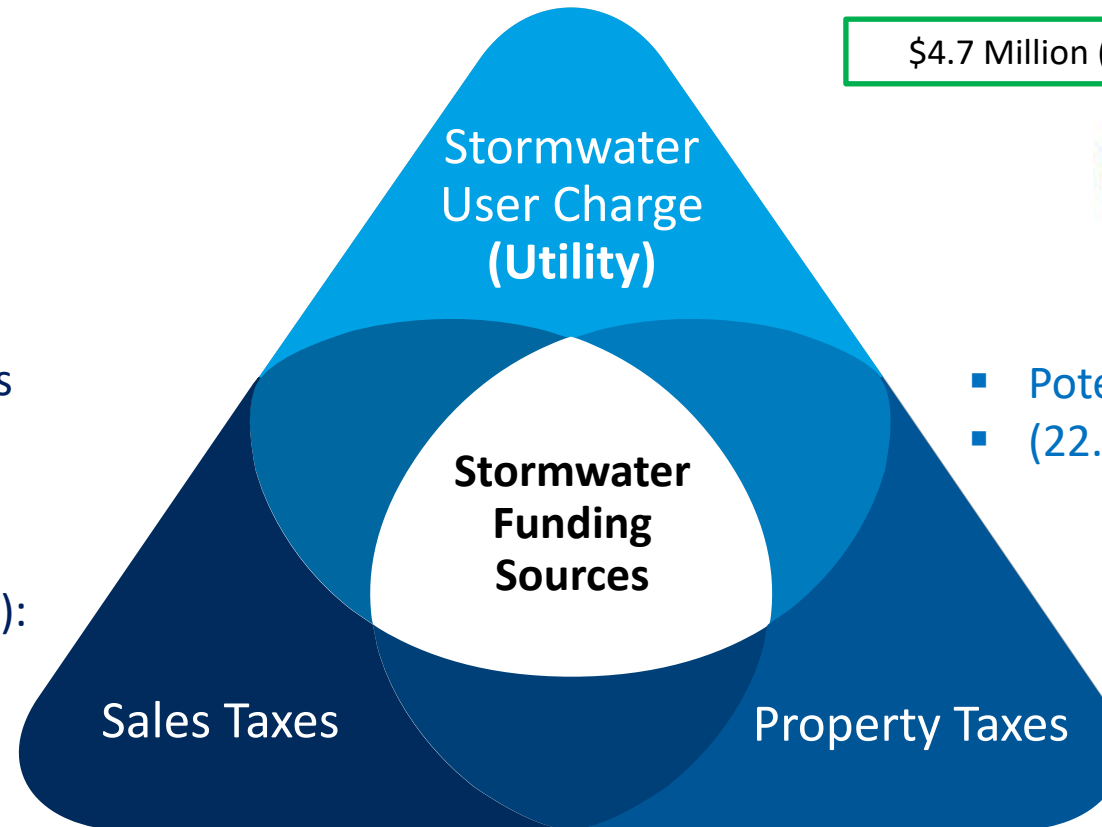 $4.7 Million (
Stormwater
User Charge
(Utility)
s
▪ Pote
▪ (22.
Stormwater
Funding
Sources
):
Sales Taxes
Property Taxes